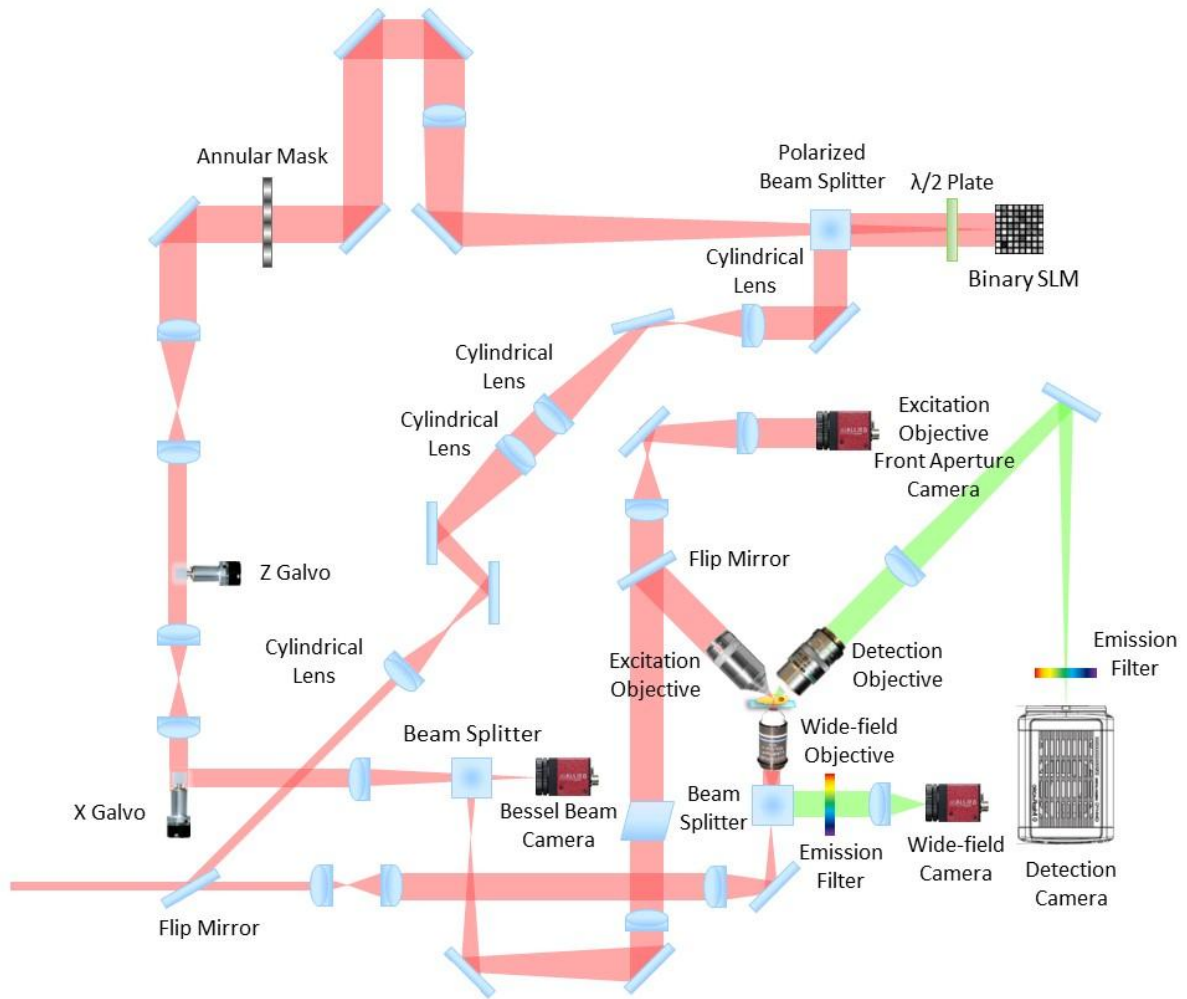 Annular Mask
Polarized
Beam Splitter
λ/2 Plate
Binary SLM
Cylindrical
Lens
Cylindrical
Lens
Cylindrical
Lens
Excitation
Objective
Front Aperture
Camera
Z Galvo
Flip Mirror
Cylindrical
Lens
Excitation
Objective
Detection
Objective
Emission
Filter
Wide-field
Objective
Beam Splitter
X Galvo
Bessel Beam
Camera
Beam
Splitter
Emission
Filter
Wide-field
Camera
Detection
Camera
Flip Mirror